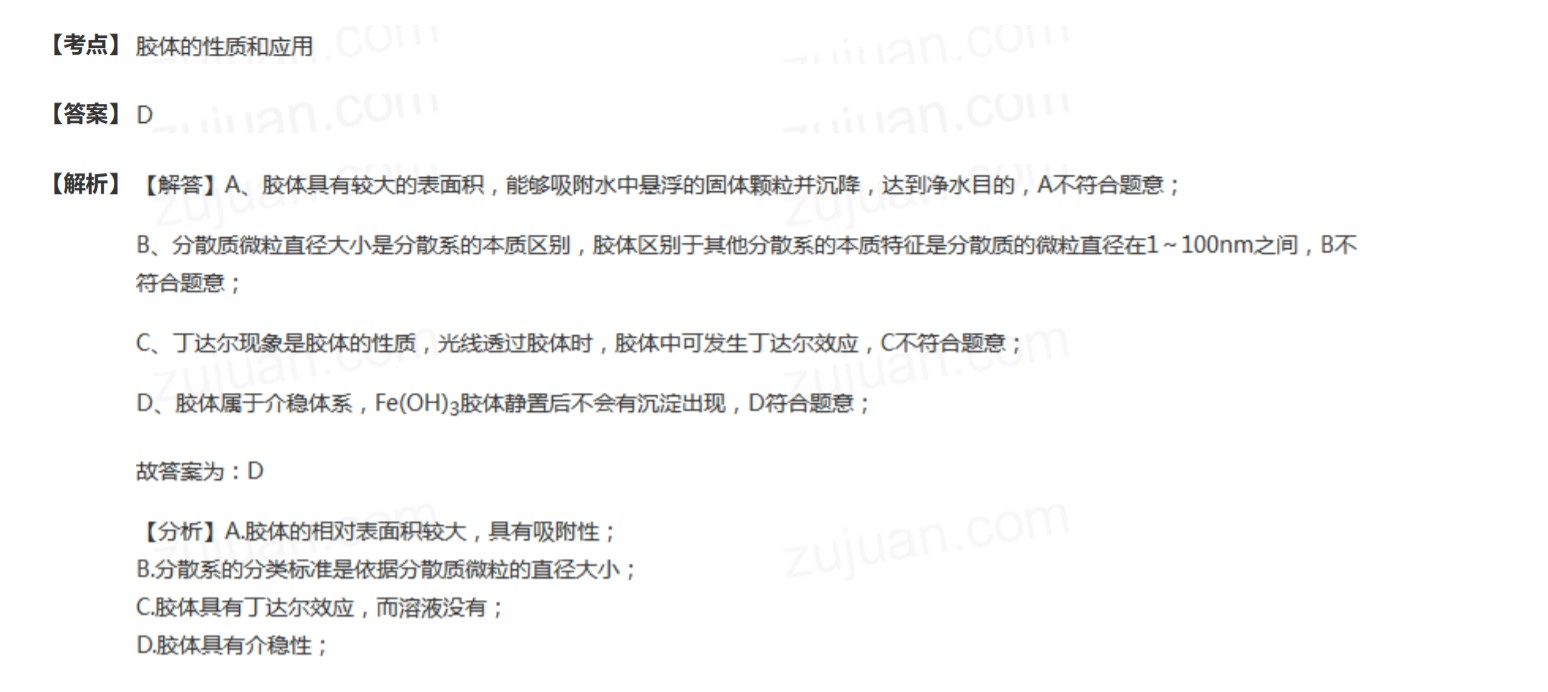 【考点】 胶体的性质和应用
【答案】 D
【解析】 【解答】A、胶体具有较大的表面积，能够吸附水中悬浮的固体颗粒并沉降，达到净水目的，A不符合题意；
B、分散质微粒直径大小是分散系的本质区别，胶体区别于其他分散系的本质特征是分散质的微粒直径在1～100nm之间，B不
符合题意；
C、丁达尔现象是胶体的性质，光线透过胶体时，胶体中可发生丁达尔效应，C不符合题意；
D、胶体属于介稳体系，Fe(OH)₃胶体静置后不会有沉淀出现，D符合题意；
故答案为：D
【分析】A.胶体的相对表面积较大，具有吸附性；
B.分散系的分类标准是依据分散质微粒的直径大小；
C.胶体具有丁达尔效应，而溶液没有；
D.胶体具有介稳性；
zujuan.com